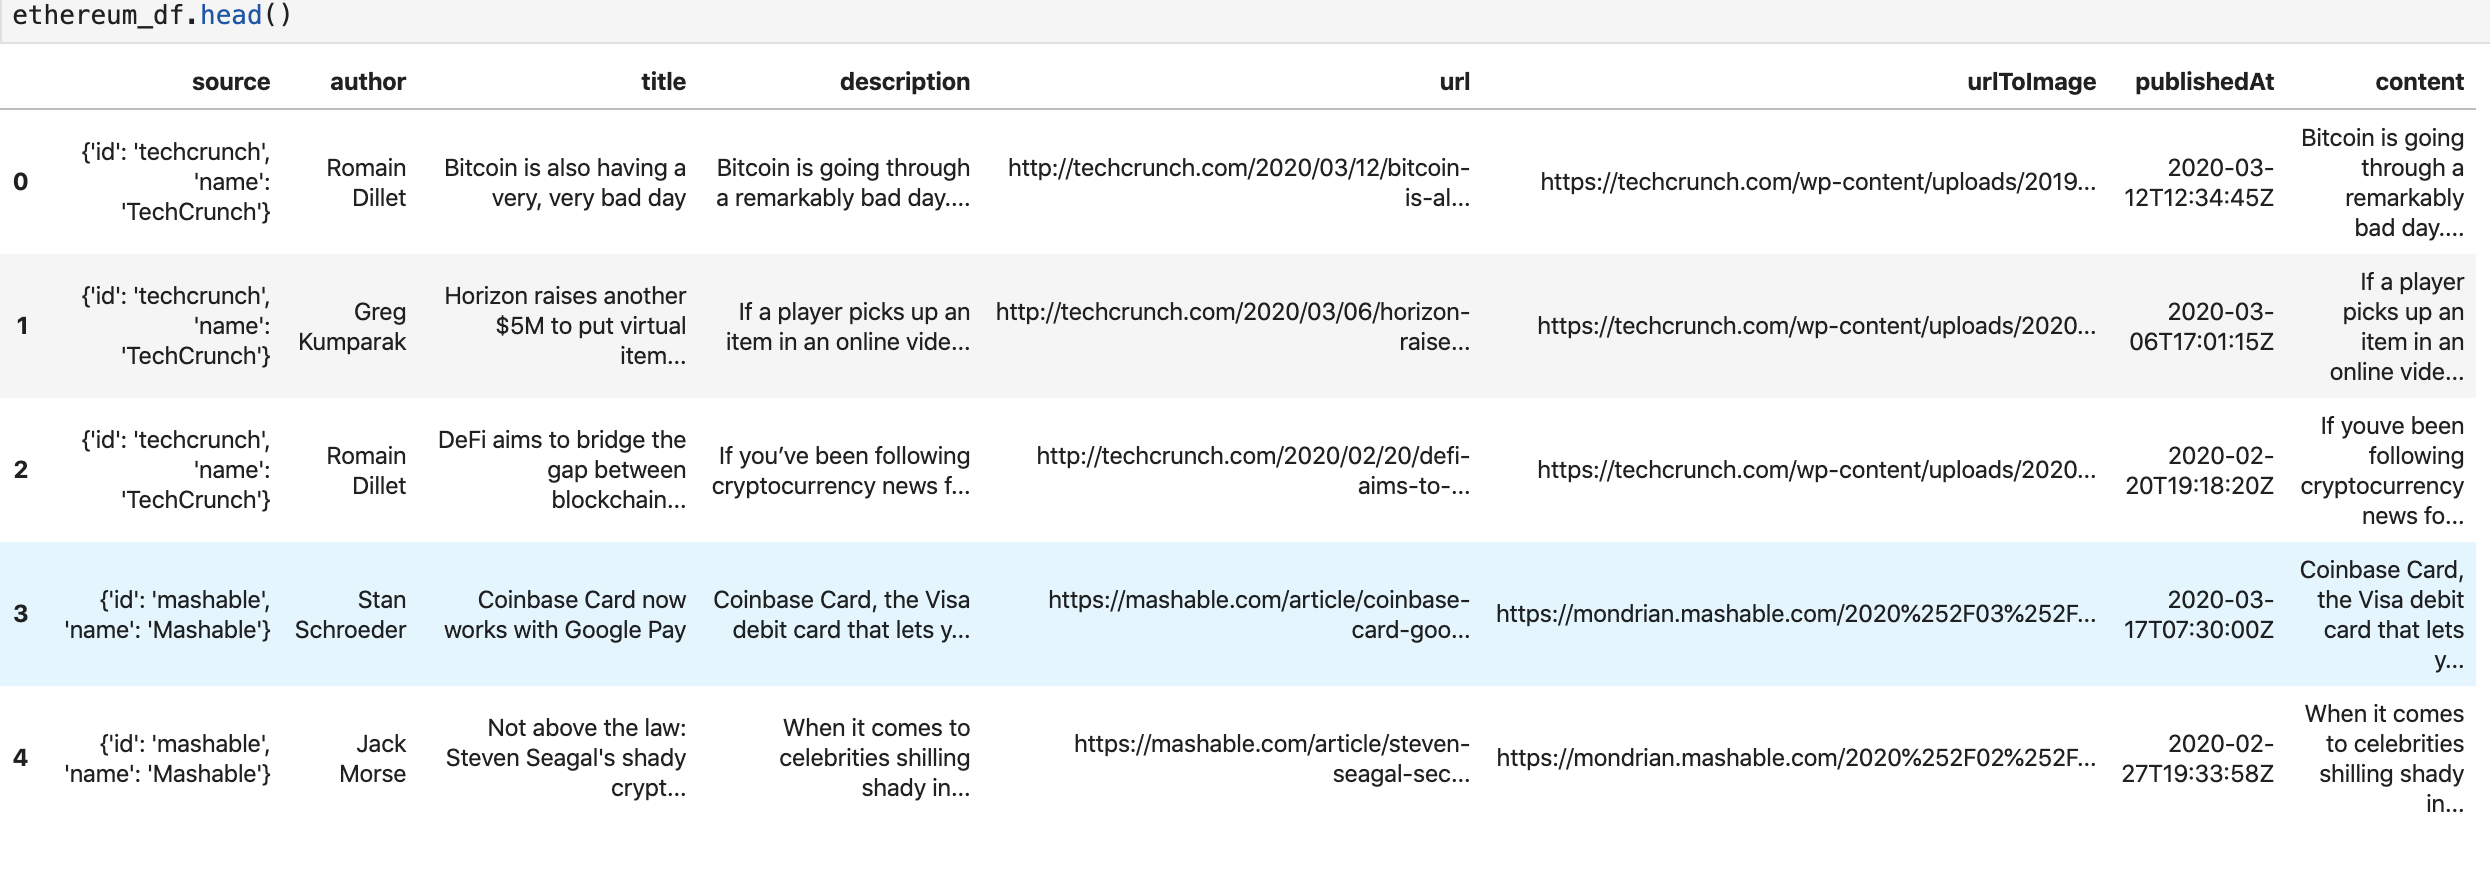 ethereum_df.head()
source author title description url urlToImage publishedAt content
0 {'id': 'techcrunch', 'name': 'TechCrunch'} Romain Dillet Bitcoin is also having a very, very bad day Bitcoin is going through a remarkably bad day.... http://techcrunch.com/2020/03/12/bitcoin-is-al... https://techcrunch.com/wp-content/uploads/2019... 2020-03-12T12:34:45Z Bitcoin is going through a remarkably bad day....
1 {'id': 'techcrunch', 'name': 'TechCrunch'} Greg Kumparak Horizon raises another $5M to put virtual item... If a player picks up an item in an online vide... http://techcrunch.com/2020/03/06/horizon-raise... https://techcrunch.com/wp-content/uploads/2020... 2020-03-06T17:01:15Z If a player picks up an item in an online vide...
2 {'id': 'techcrunch', 'name': 'TechCrunch'} Romain Dillet DeFi aims to bridge the gap between blockchain... If you’ve been following cryptocurrency news f... http://techcrunch.com/2020/02/20/defi-aims-to-... https://techcrunch.com/wp-content/uploads/2020... 2020-02-20T19:18:20Z If youve been following cryptocurrency news fo...
3 {'id': 'mashable', 'name': 'Mashable'} Stan Schroeder Coinbase Card now works with Google Pay Coinbase Card, the Visa debit card that lets y... https://mashable.com/article/coinbase-card-goo... https://mondrian.mashable.com/2020%252F03%252F... 2020-03-17T07:30:00Z Coinbase Card, the Visa debit card that lets y...
4 {'id': 'mashable', 'name': 'Mashable'} Jack Morse Not above the law: Steven Seagal's shady crypt... When it comes to celebrities shilling shady in... https://mashable.com/article/steven-seagal-sec... https://mondrian.mashable.com/2020%252F02%252F... 2020-02-27T19:33:58Z When it comes to celebrities shilling shady in...